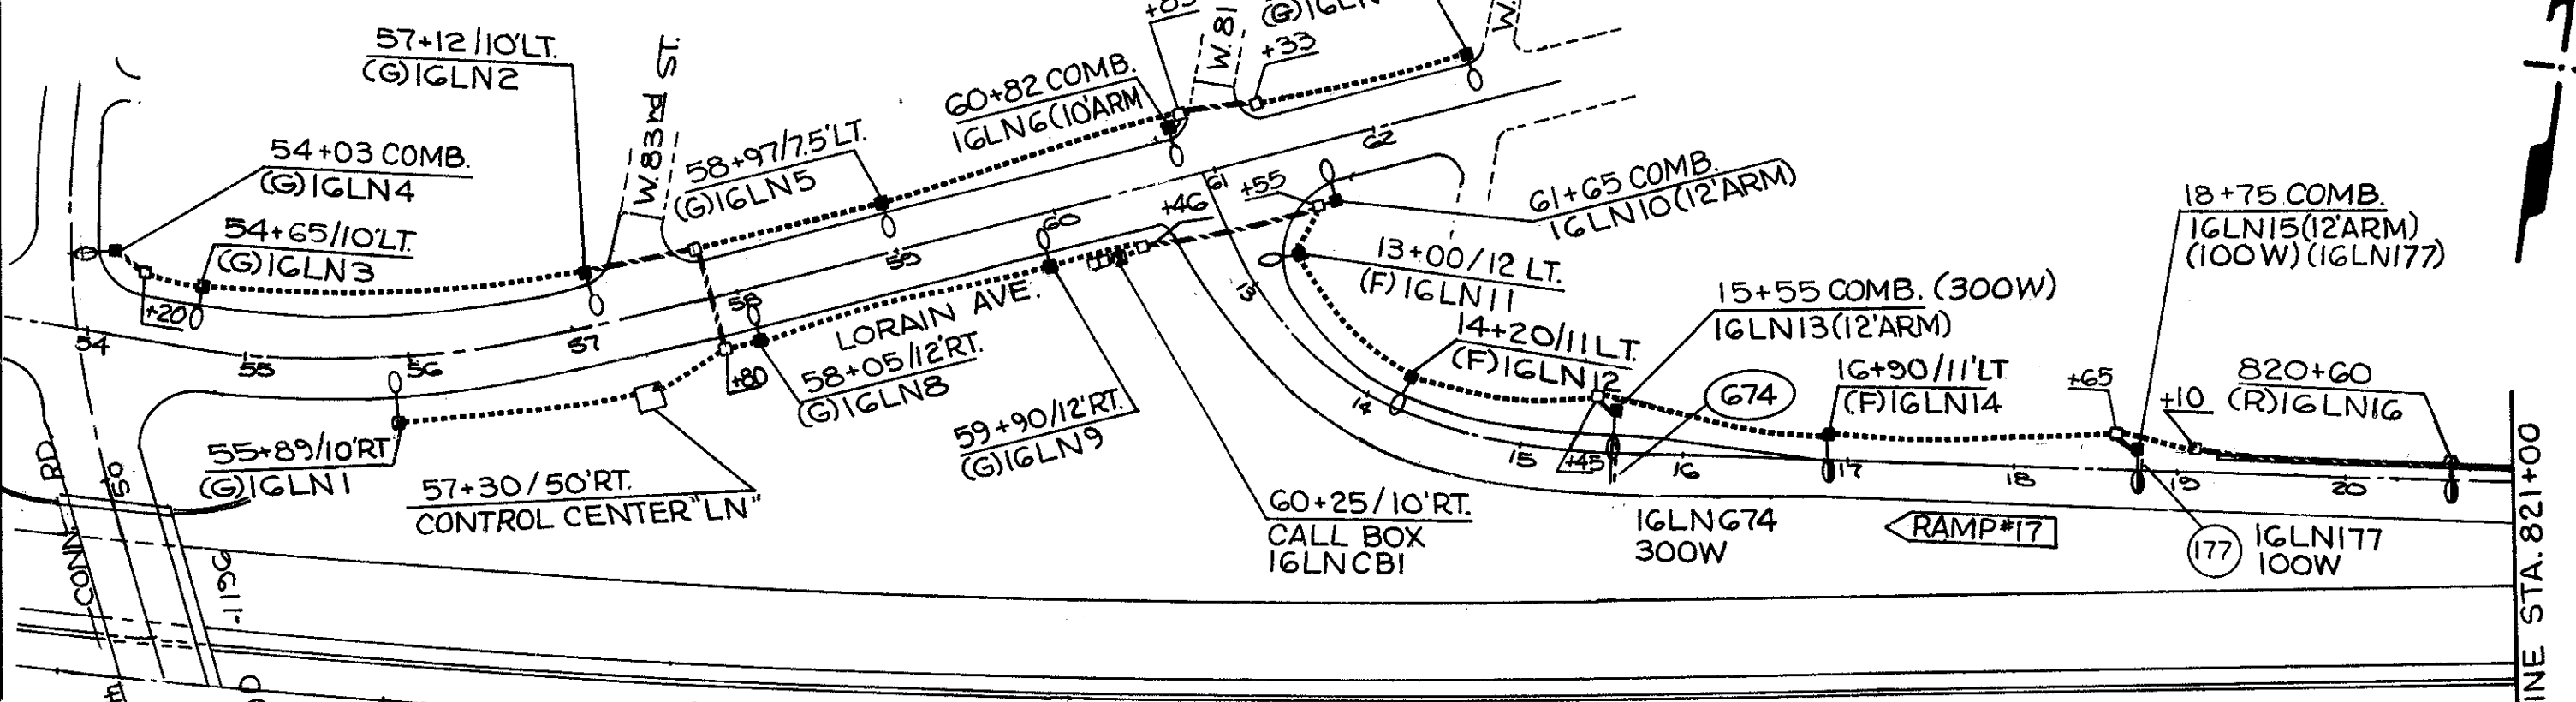 57+12/10'LT.
(G)16LN2
54+03 COMB.
(G)16LN4
54+65/10'LT.
(G)16LN3
+20
W. 83RD ST.
58+97/7.5'LT.
(G)16LN5
60+82 COMB.
16LN6(10'ARM
W. 81
+33
W.
61+65 COMB.
16LN10(12'ARM)
+55
+46
13+00/12 LT.
(F)16LN11
14+20/11 LT.
(F)16LN12
15+55 COMB. (300W)
16LN13(12'ARM)
674
16+90/11'LT
(F)16LN14
18+75 COMB.
16LN15(12'ARM)
(100W)(16LN177)
+65
+10
820+60
(R)16LN16
54
55
56
57
58
59
60
61
62
13
14
15
16
17
18
19
20
+45
LORAIN AVE.
+80
58+05/12'RT.
(G)16LN8
59+90/12'RT.
(G)16LN9
55+89/10'RT
(G)16LN1
57+30/50'RT.
CONTROL CENTER "LN"
60+25/10'RT.
CALL BOX
16LNCB1
16LN674
300W
RAMP#17
177
16LN177
100W
CONN. RD.
50
INE STA. 821+00